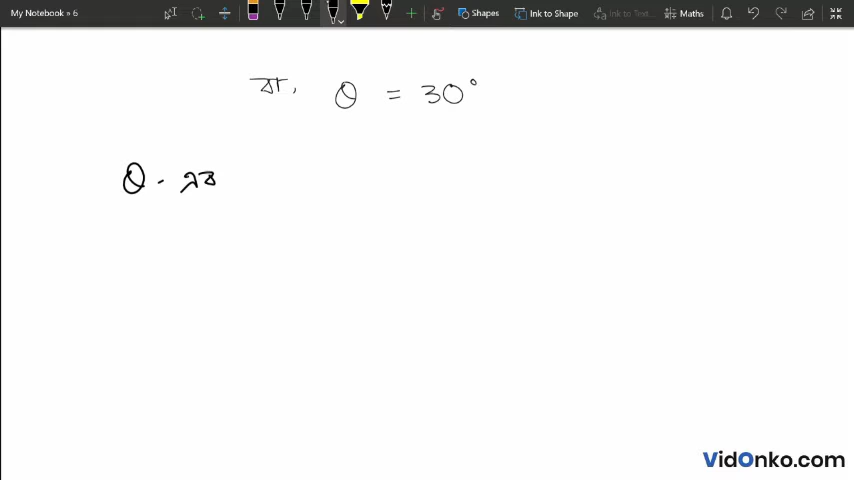 My Notebook » 6 Shapes Ink to Shape Ink to Text... Maths
বা, θ = 30°
θ - এর
VidOnko.com